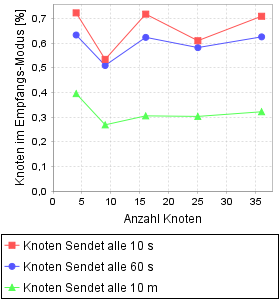 Knoten im Empfangs-Modus [%]
0,7
0,6
0,5
0,4
0,3
0,2
0,1
0,0
0 5 10 15 20 25 30 35
Anzahl Knoten
Knoten Sendet alle 10 s
Knoten Sendet alle 60 s
Knoten Sendet alle 10 m